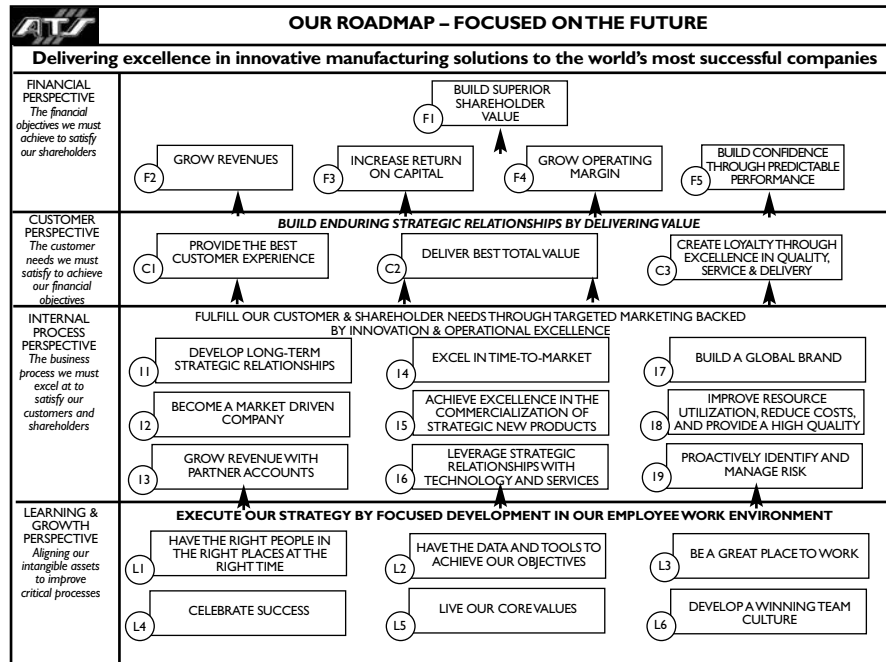 ATS
OUR ROADMAP – FOCUSED ON THE FUTURE
Delivering excellence in innovative manufacturing solutions to the world's most successful companies
FINANCIAL
PERSPECTIVE
The financial
objectives we must
achieve to satisfy
our shareholders
F1
BUILD SUPERIOR
SHAREHOLDER
VALUE
F2
GROW REVENUES
F3
INCREASE RETURN
ON CAPITAL
F4
GROW OPERATING
MARGIN
F5
BUILD CONFIDENCE
THROUGH PREDICTABLE
PERFORMANCE
CUSTOMER
PERSPECTIVE
The customer
needs we must
satisfy to achieve
our financial
objectives
BUILD ENDURING STRATEGIC RELATIONSHIPS BY DELIVERING VALUE
C1
PROVIDE THE BEST
CUSTOMER EXPERIENCE
C2
DELIVER BEST TOTAL VALUE
C3
CREATE LOYALTY THROUGH
EXCELLENCE IN QUALITY,
SERVICE & DELIVERY
INTERNAL
PROCESS
PERSPECTIVE
The business
process we must
excel at to
satisfy our
customers and
shareholders
FULFILL OUR CUSTOMER & SHAREHOLDER NEEDS THROUGH TARGETED MARKETING BACKED
BY INNOVATION & OPERATIONAL EXCELLENCE
I1
DEVELOP LONG-TERM
STRATEGIC RELATIONSHIPS
I4
EXCEL IN TIME-TO-MARKET
I7
BUILD A GLOBAL BRAND
I2
BECOME A MARKET DRIVEN
COMPANY
I5
ACHIEVE EXCELLENCE IN THE
COMMERCIALIZATION OF
STRATEGIC NEW PRODUCTS
I8
IMPROVE RESOURCE
UTILIZATION, REDUCE COSTS,
AND PROVIDE A HIGH QUALITY
I3
GROW REVENUE WITH
PARTNER ACCOUNTS
I6
LEVERAGE STRATEGIC
RELATIONSHIPS WITH
TECHNOLOGY AND SERVICES
I9
PROACTIVELY IDENTIFY AND
MANAGE RISK
LEARNING &
GROWTH
PERSPECTIVE
Aligning our
intangible assets
to improve
critical processes
EXECUTE OUR STRATEGY BY FOCUSED DEVELOPMENT IN OUR EMPLOYEE WORK ENVIRONMENT
L1
HAVE THE RIGHT PEOPLE IN
THE RIGHT PLACES AT THE
RIGHT TIME
L2
HAVE THE DATA AND TOOLS TO
ACHIEVE OUR OBJECTIVES
L3
BE A GREAT PLACE TO WORK
L4
CELEBRATE SUCCESS
L5
LIVE OUR CORE VALUES
L6
DEVELOP A WINNING TEAM
CULTURE